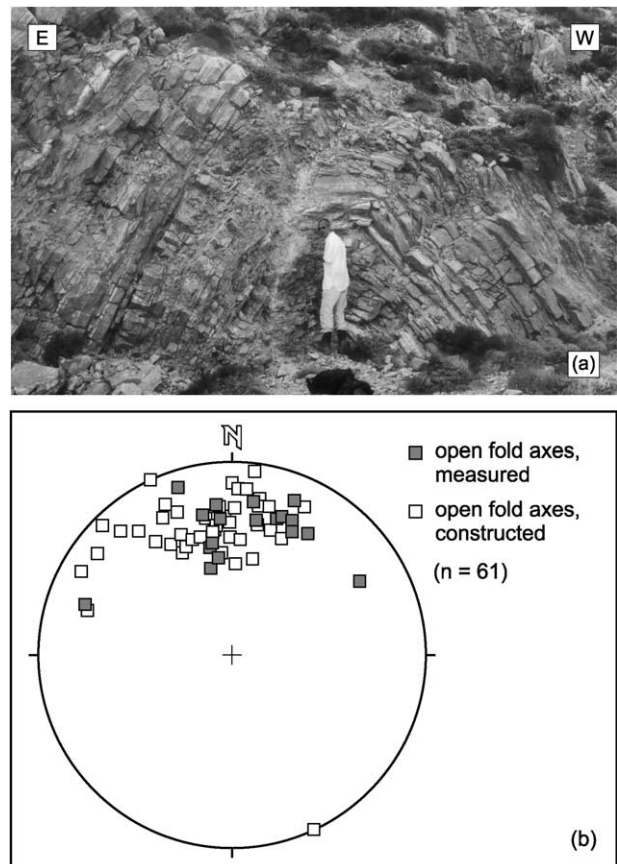 E
W
(a)
N
open fold axes,
measured
open fold axes,
constructed
(n = 61)
(b)